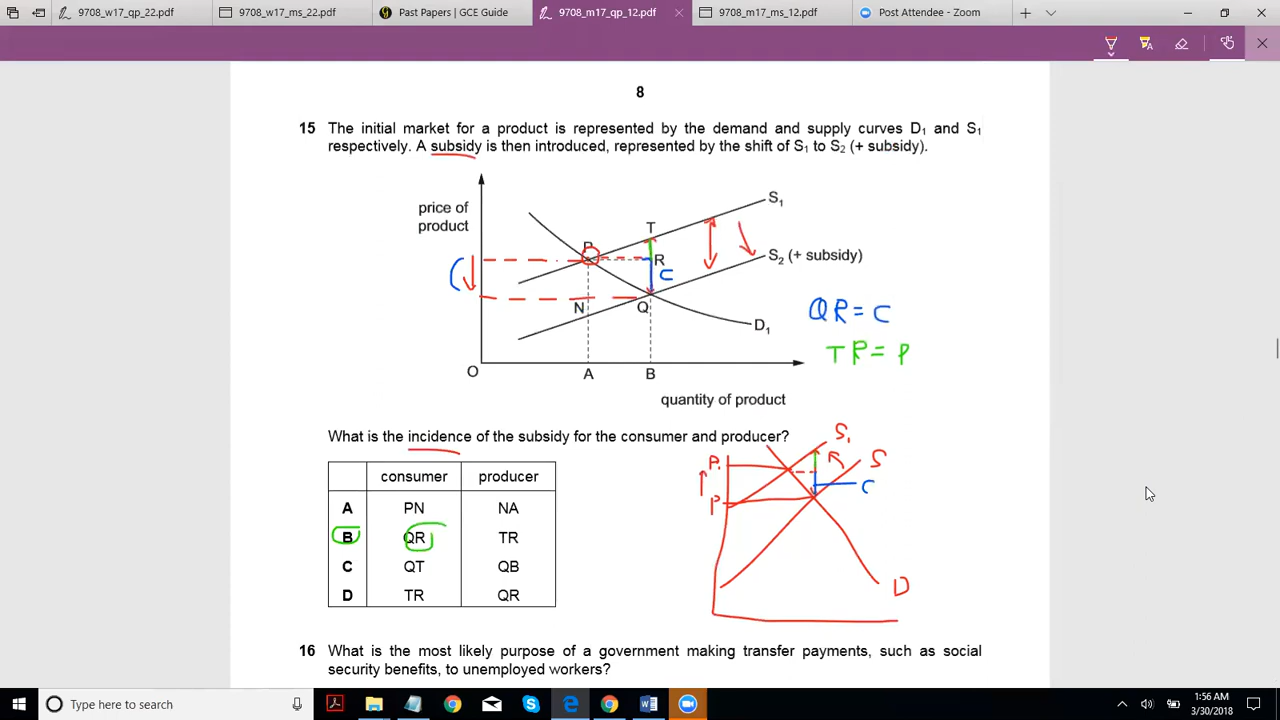 9708_w17_qp_22.pdf
9708_w17_ms_22.pdf
Past Papers | GCE Guide
9708_m17_qp_12.pdf
9708_m17_ms_12.pdf
Post Attendee - Zoom
8
15 The initial market for a product is represented by the demand and supply curves D1 and S1
respectively. A subsidy is then introduced, represented by the shift of S1 to S2 (+ subsidy).
price of
product
S1
T
P
R
S2 (+ subsidy)
C
N
Q
D1
QR = C
TR = P
O
A
B
quantity of product
What is the incidence of the subsidy for the consumer and producer?
consumer producer
A PN NA
B QR TR
C QT QB
D TR QR
S1
S
P1
P
C
D
16 What is the most likely purpose of a government making transfer payments, such as social
security benefits, to unemployed workers?
Type here to search
1:56 AM
3/30/2018